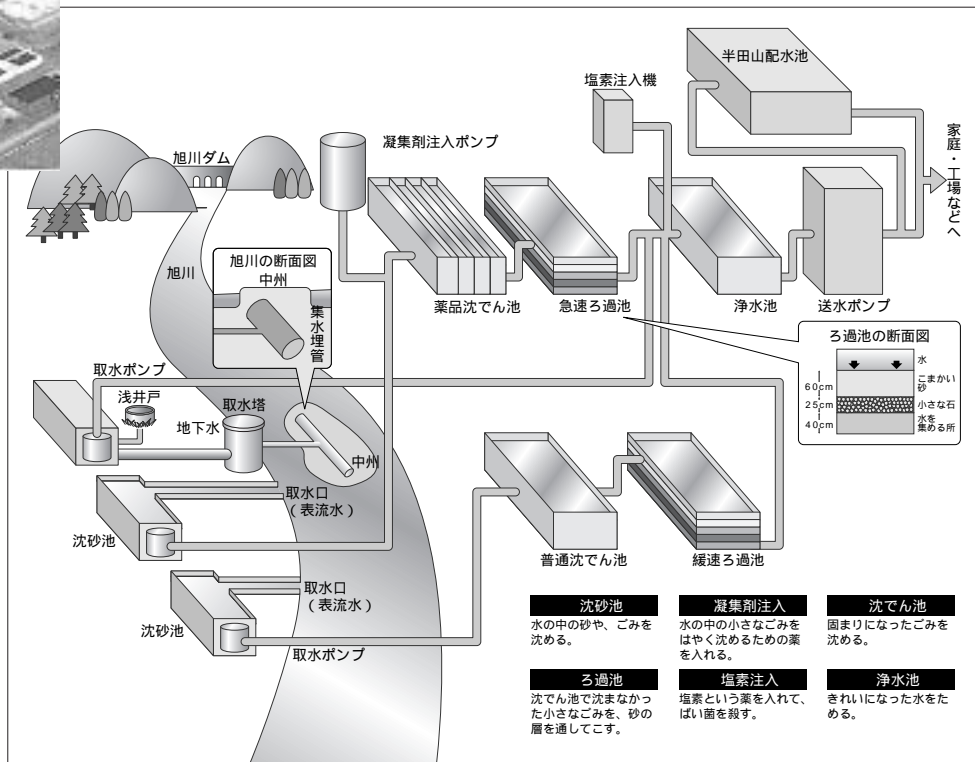 半田山配水池
塩素注入機
家庭・工場などへ
凝集剤注入ポンプ
旭川ダム
旭川
旭川の断面図
中州
集水埋管
薬品沈でん池
急速ろ過池
浄水池
送水ポンプ
ろ過池の断面図
水
60cm
こまかい
砂
25cm
小さな石
40cm
水を
集める所
取水ポンプ
浅井戸
地下水
取水塔
中州
取水口
(表流水)
沈砂池
普通沈でん池
緩速ろ過池
取水口
(表流水)
沈砂池
取水ポンプ
沈砂池
水の中の砂や、ごみを
沈める。
凝集剤注入
水の中の小さなごみを
はやく沈めるための薬
を入れる。
沈でん池
固まりになったごみを
沈める。
ろ過池
沈でん池で沈まなかっ
た小さなごみを、砂の
層を通してこす。
塩素注入
塩素という薬を入れて、
ばい菌を殺す。
浄水池
きれいになった水をた
める。